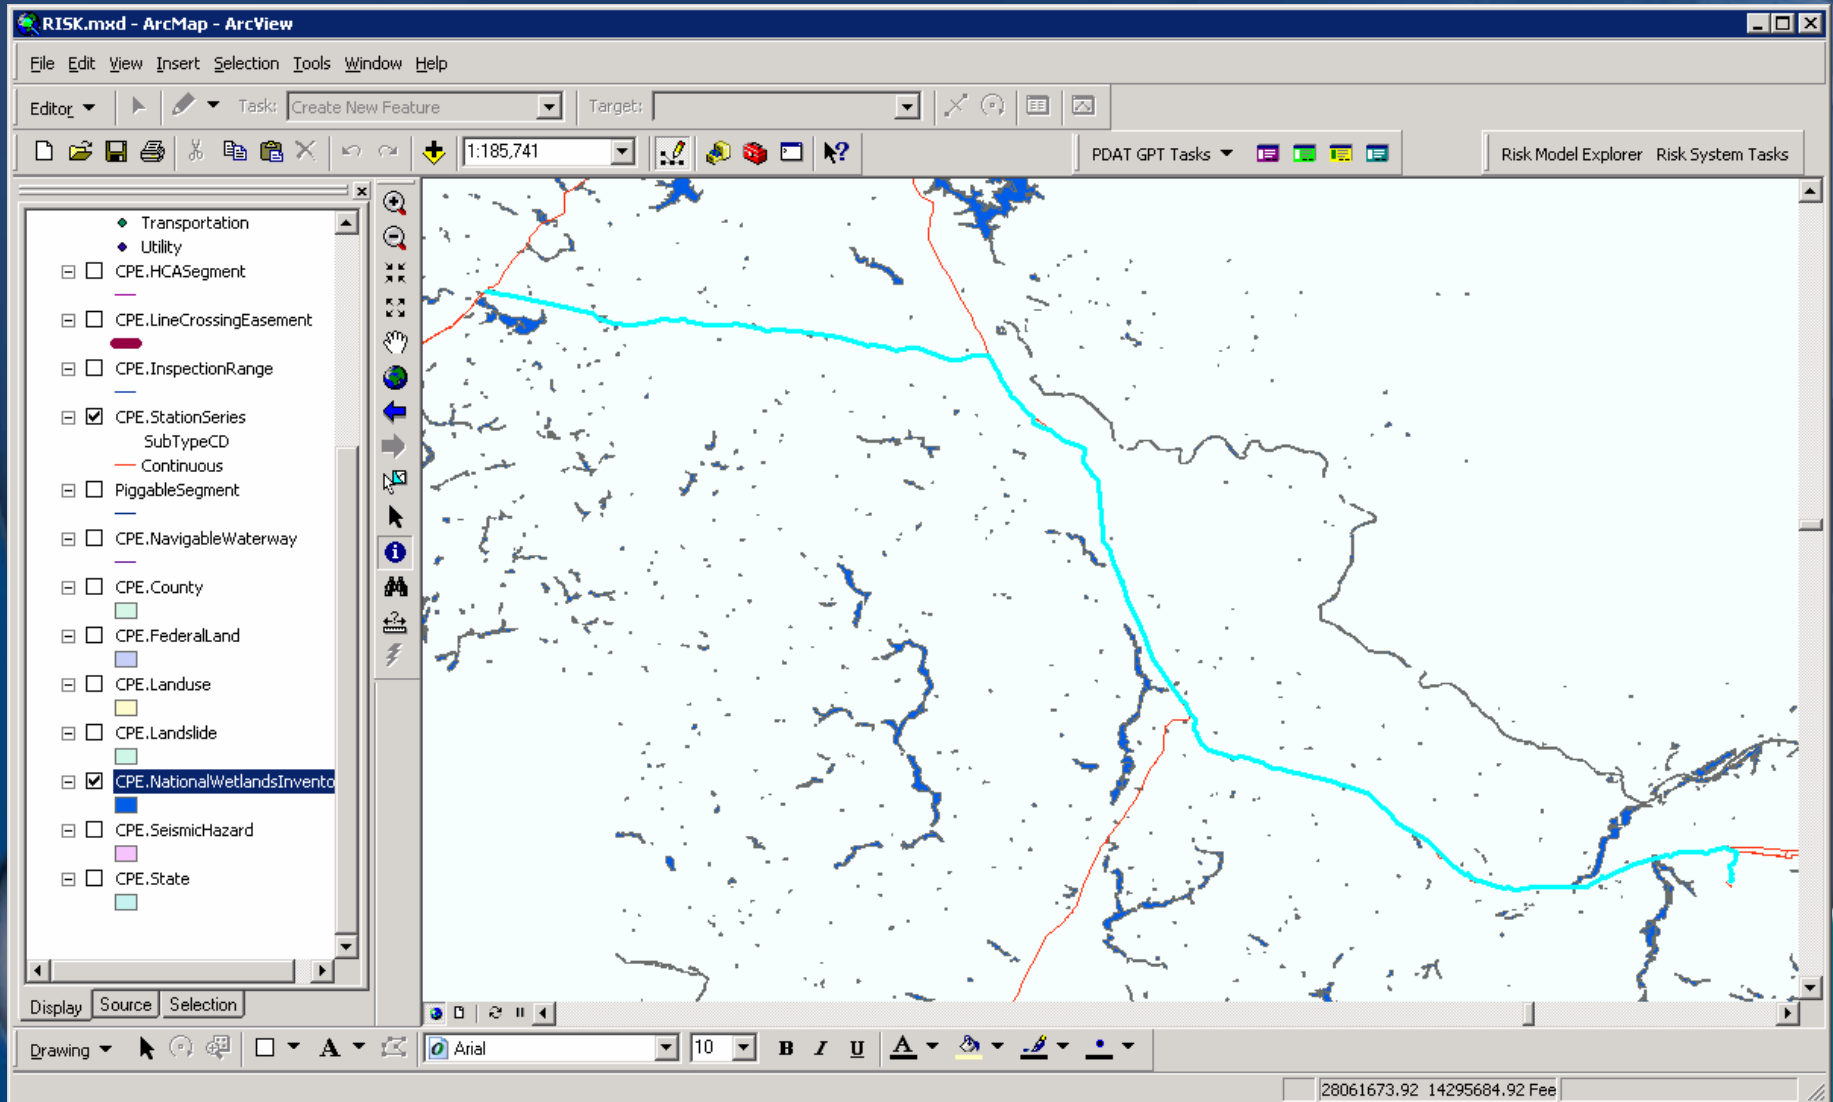 RISK.mxd - ArcMap - ArcView
File Edit View Insert Selection Tools Window Help
Editor Task: Create New Feature Target:
1:185,741 PDAT GPT Tasks Risk Model Explorer Risk System Tasks
Transportation
Utility
CPE.HCASegment
CPE.LineCrossingEasement
CPE.InspectionRange
CPE.StationSeries
SubTypeCD
Continuous
PiggableSegment
CPE.NavigableWaterway
CPE.County
CPE.FederalLand
CPE.Landuse
CPE.Landslide
CPE.NationalWetlandsInvento
CPE.SeismicHazard
CPE.State
Display Source Selection
Drawing A Arial 10 B I U A
28061673.92 14295684.92 Fee